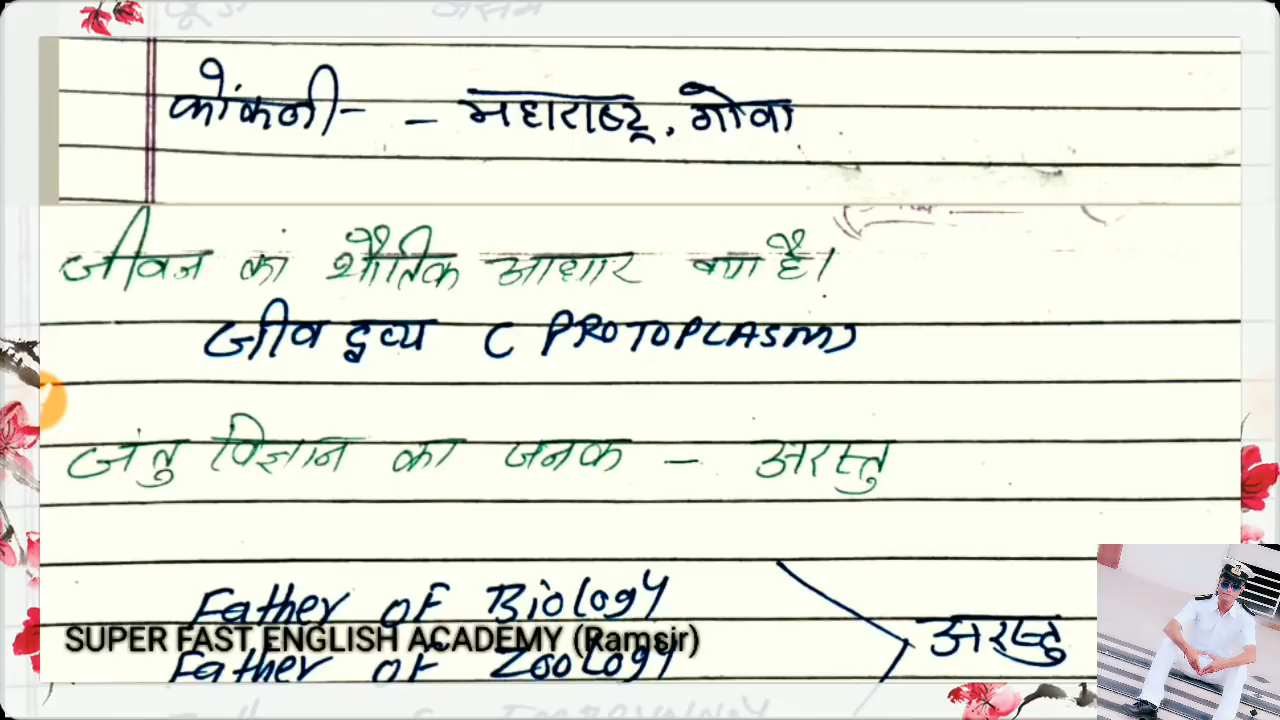 कोंकनी - - महाराष्ट्र, गोवा
जीवन का भौतिक आधार क्या है।
जीव द्रव्य ( PROTOPLASM)
जंतु विज्ञान का जनक - अरस्तु
Father of Biology
SUPER FAST ENGLISH ACADEMY (Ramsir)
अरस्तु
Father of Zoology